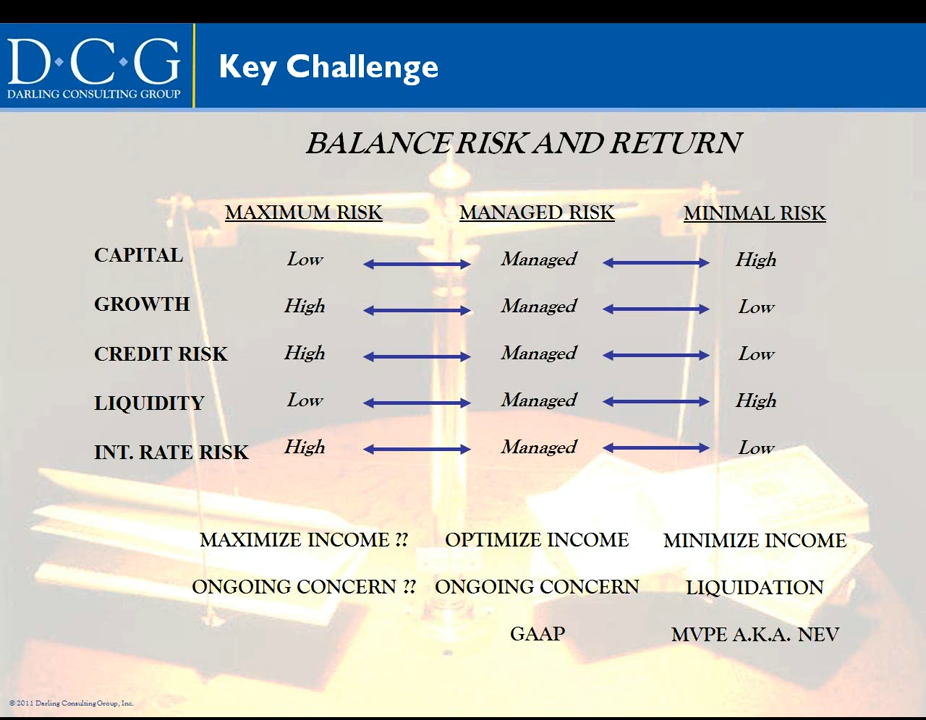 D•C•G
DARLING CONSULTING GROUP
Key Challenge
BALANCE RISK AND RETURN
MAXIMUM RISK MANAGED RISK MINIMAL RISK
CAPITAL Low Managed High
GROWTH High Managed Low
CREDIT RISK High Managed Low
LIQUIDITY Low Managed High
INT. RATE RISK High Managed Low
MAXIMIZE INCOME ?? OPTIMIZE INCOME MINIMIZE INCOME
ONGOING CONCERN ?? ONGOING CONCERN LIQUIDATION
GAAP MVPE A.K.A. NEV
© 2011 Darling Consulting Group, Inc.